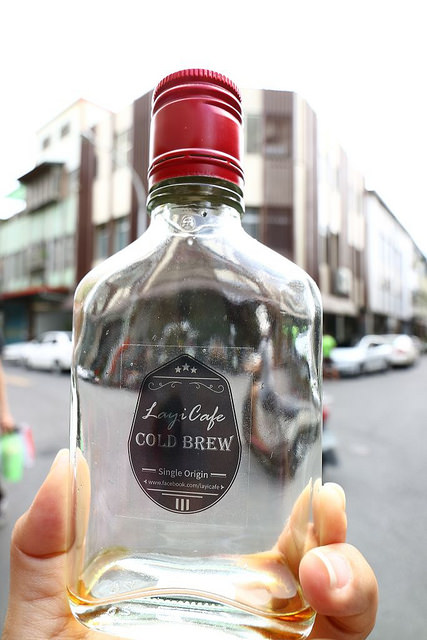 Layi Cafe
COLD BREW
Single Origin
www.facebook.com/layicafe